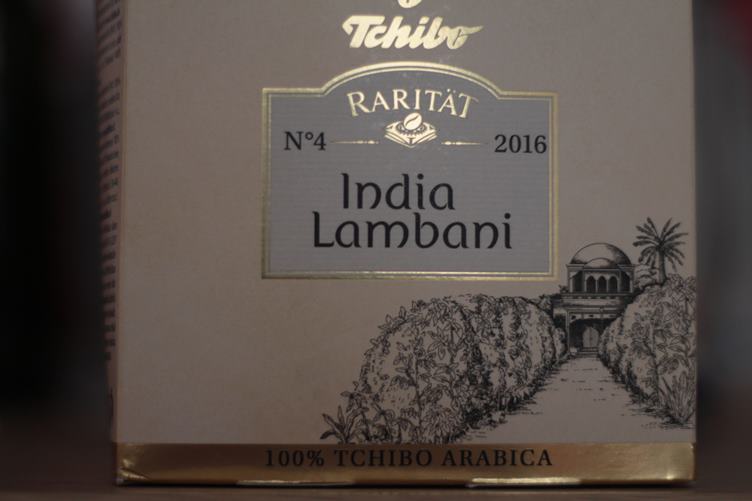 Tchibo
RARITÄT
N°4 2016
India
Lambani
100% TCHIBO ARABICA